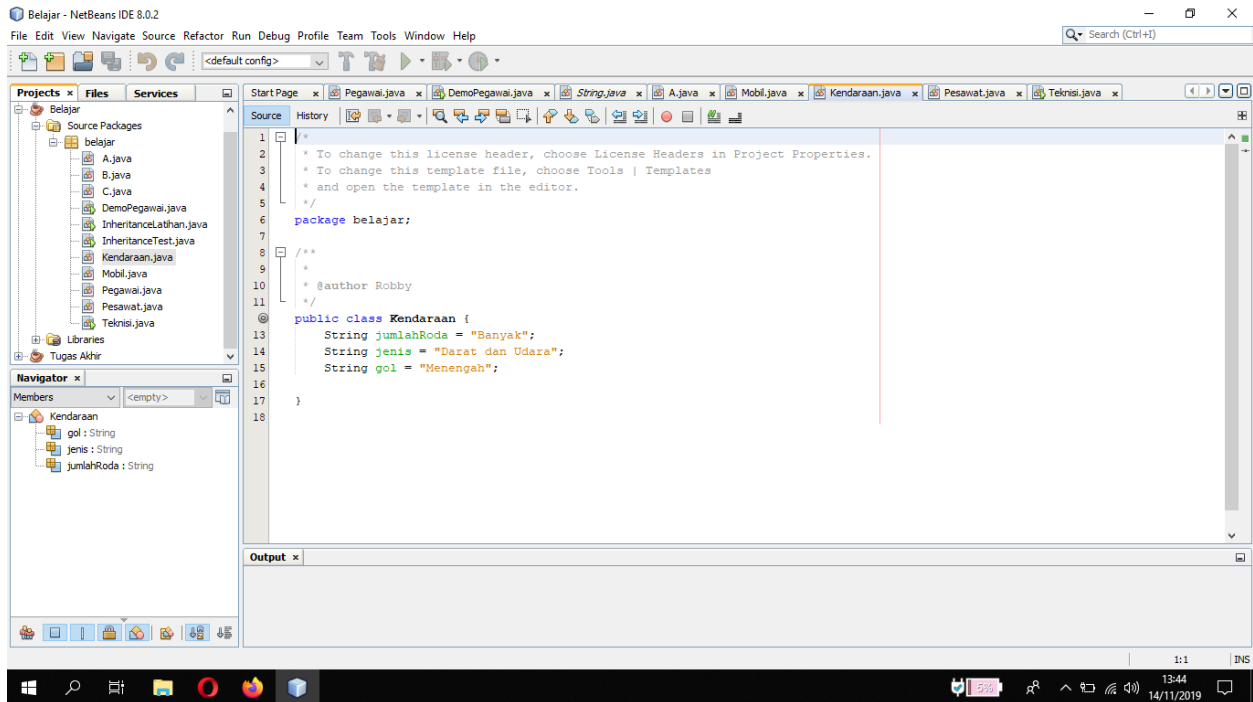 Belajar - NetBeans IDE 8.0.2
File Edit View Navigate Source Refactor Run Debug Profile Team Tools Window Help
Search (Ctrl+I)
<default config>
Projects Files Services
Start Page Pegawai.java DemoPegawai.java String.java A.java Mobil.java Kendaraan.java Pesawat.java Teknisi.java
Belajar
Source Packages
belajar
A.java
B.java
C.java
DemoPegawai.java
InheritanceLatihan.java
InheritanceTest.java
Kendaraan.java
Mobil.java
Pegawai.java
Pesawat.java
Teknisi.java
Libraries
Tugas Akhir
Navigator
Members <empty>
Kendaraan
gol : String
jenis : String
jumlahRoda : String
Source History
1 /*
2 * To change this license header, choose License Headers in Project Properties.
3 * To change this template file, choose Tools | Templates
4 * and open the template in the editor.
5 */
6 package belajar;
7
8 /**
9 *
10 * @author Robby
11 */
public class Kendaraan {
13 String jumlahRoda = "Banyak";
14 String jenis = "Darat dan Udara";
15 String gol = "Menengah";
16
17 }
18
Output
1:1 INS
5%
13:44
14/11/2019